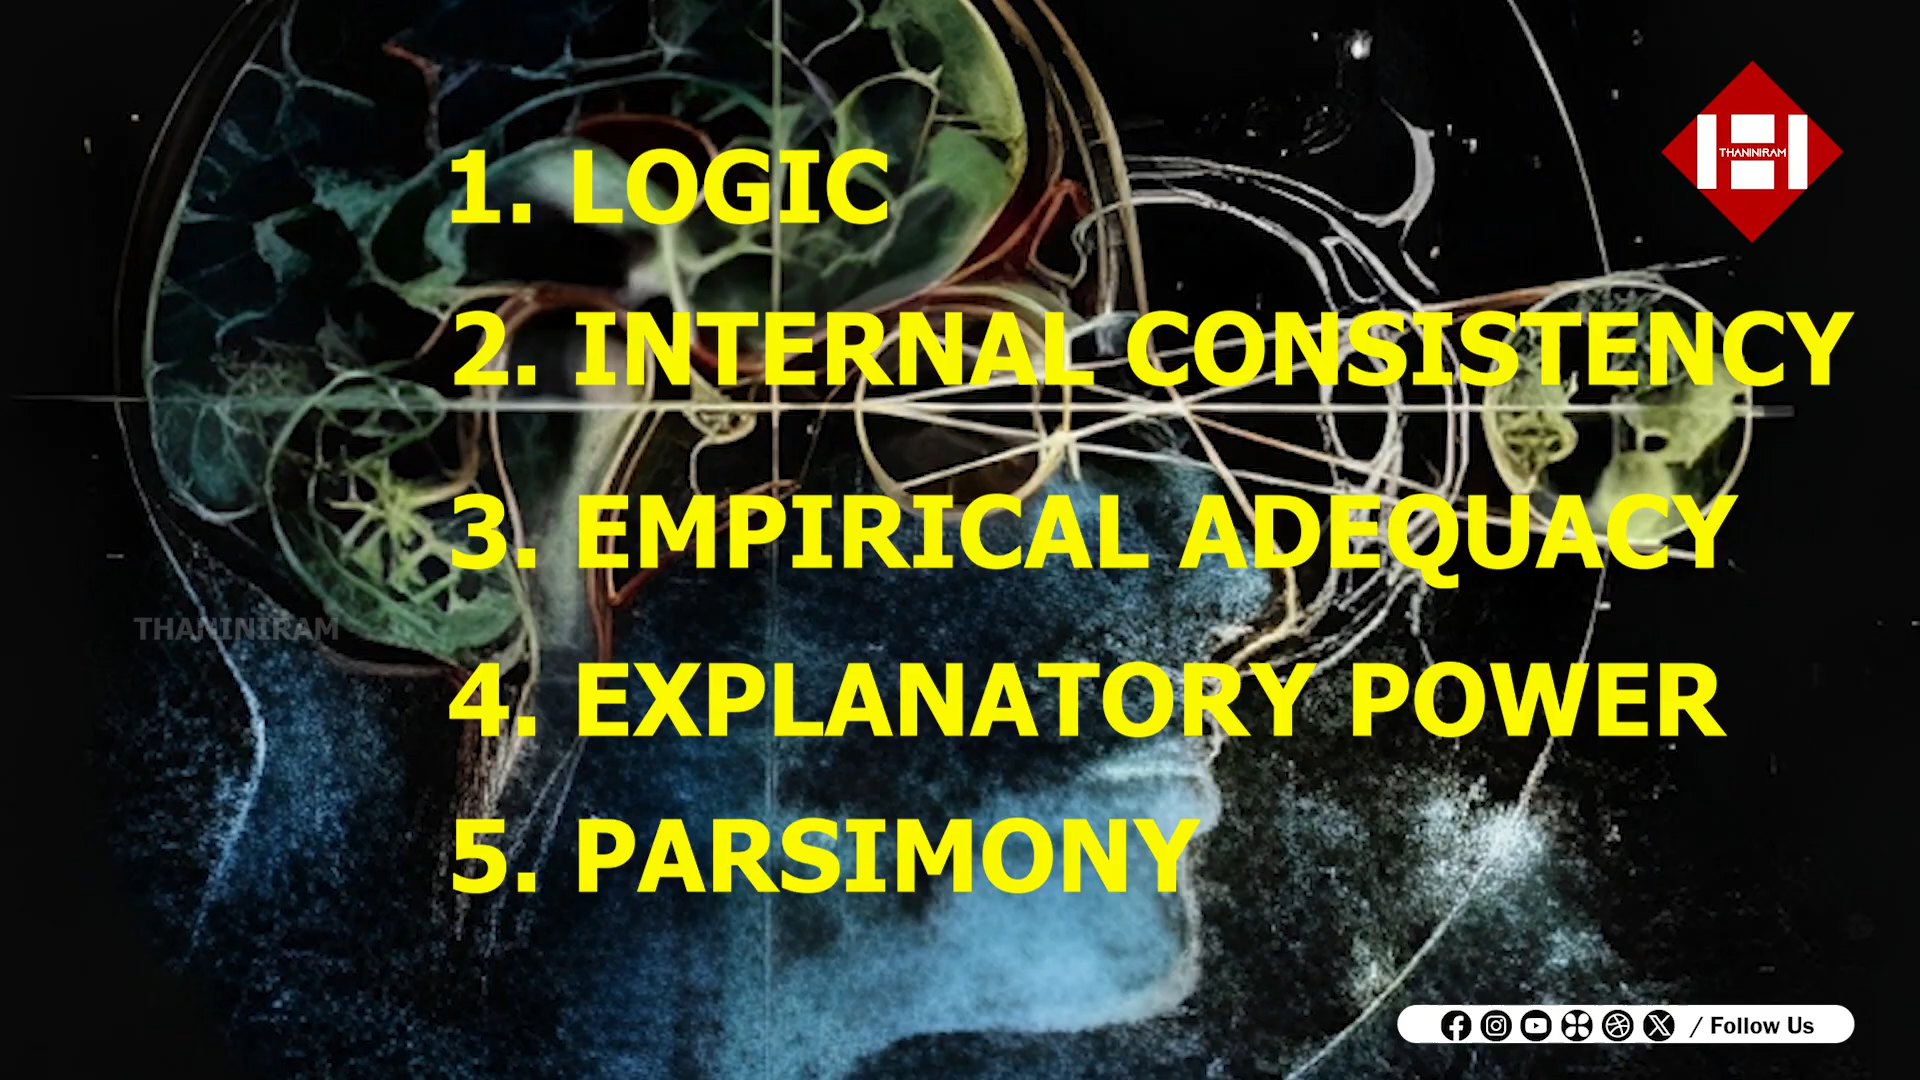 THANINIRAM
1. LOGIC
2. INTERNAL CONSISTENCY
3. EMPIRICAL ADEQUACY
THANINIRAM
4. EXPLANATORY POWER
5. PARSIMONY
/ Follow Us